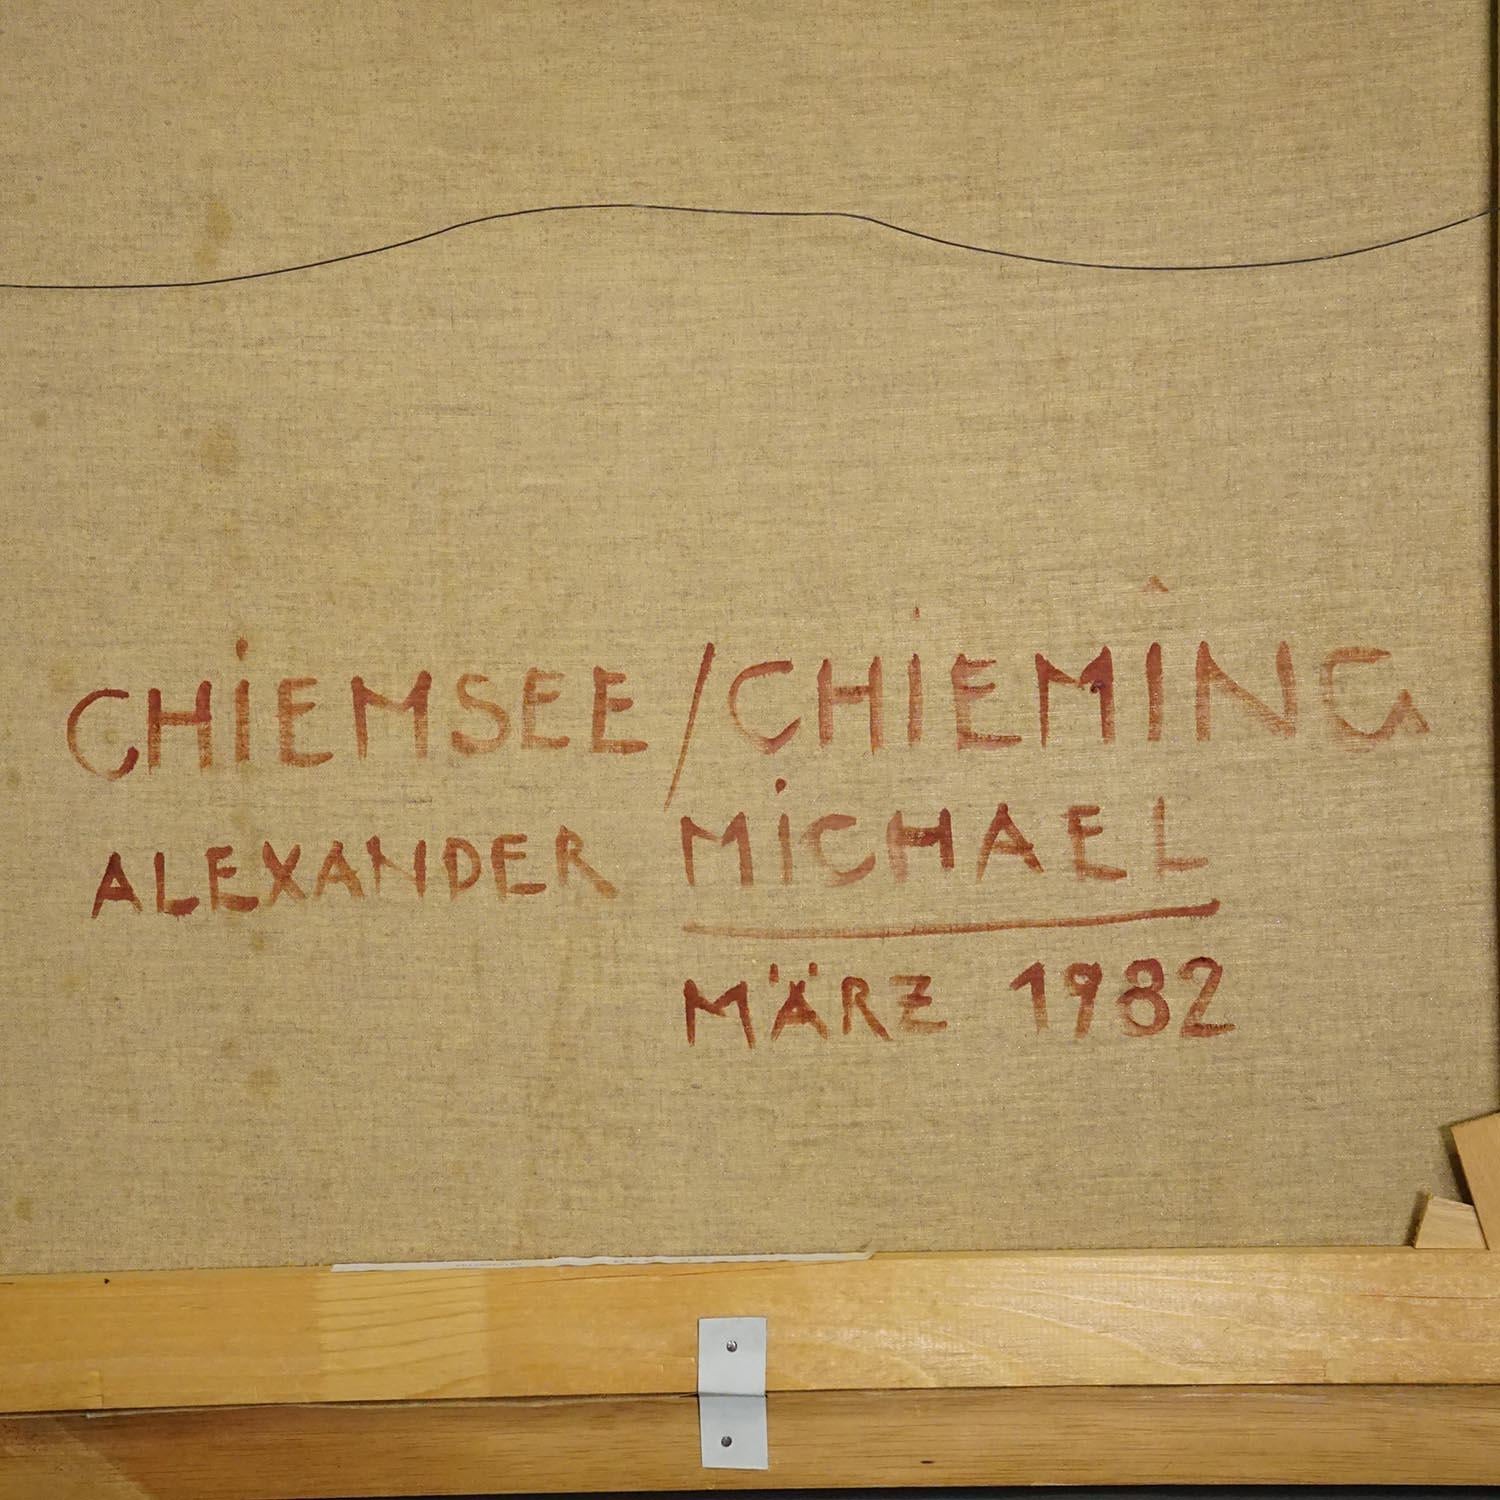 CHIEMSEE/CHIEMING
ALEXANDER MICHAEL
MÄRZ 1982